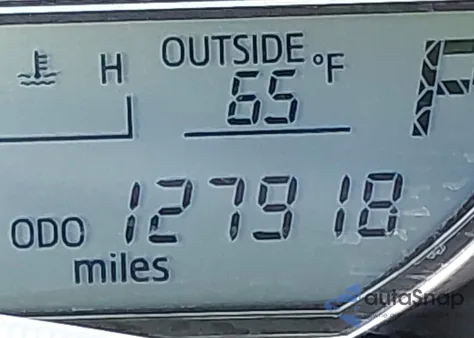 H OUTSIDE °F P
65
ODO 127918
miles
autoSnap